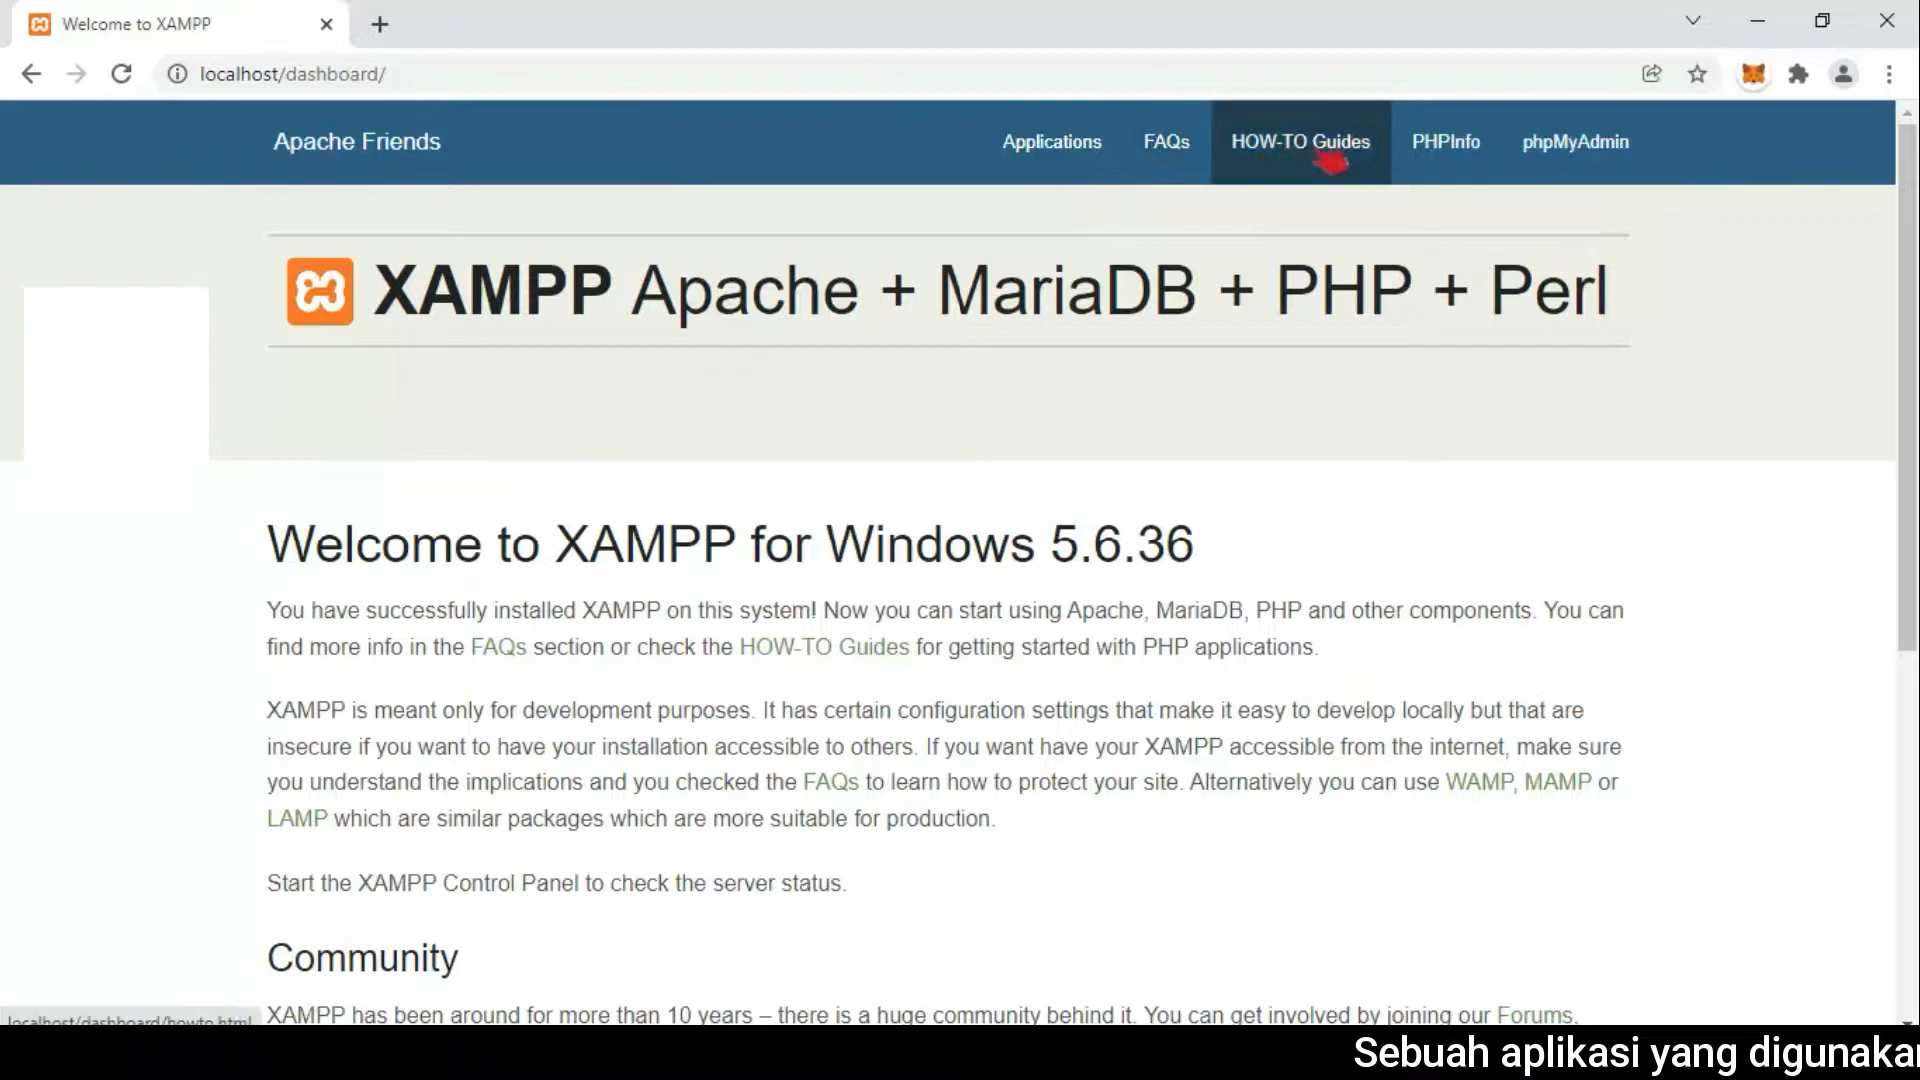 Welcome to XAMPP
localhost/dashboard/
Apache Friends
Applications
FAQs
HOW-TO Guides
PHPInfo
phpMyAdmin
XAMPP Apache + MariaDB + PHP + Perl
Welcome to XAMPP for Windows 5.6.36
You have successfully installed XAMPP on this system! Now you can start using Apache, MariaDB, PHP and other components. You can
find more info in the FAQs section or check the HOW-TO Guides for getting started with PHP applications.
XAMPP is meant only for development purposes. It has certain configuration settings that make it easy to develop locally but that are
insecure if you want to have your installation accessible to others. If you want have your XAMPP accessible from the internet, make sure
you understand the implications and you checked the FAQs to learn how to protect your site. Alternatively you can use WAMP, MAMP or
LAMP which are similar packages which are more suitable for production.
Start the XAMPP Control Panel to check the server status.
Community
XAMPP has been around for more than 10 years – there is a huge community behind it. You can get involved by joining our Forums,
localhost/dashboard/howto.html
Sebuah aplikasi yang digunakan